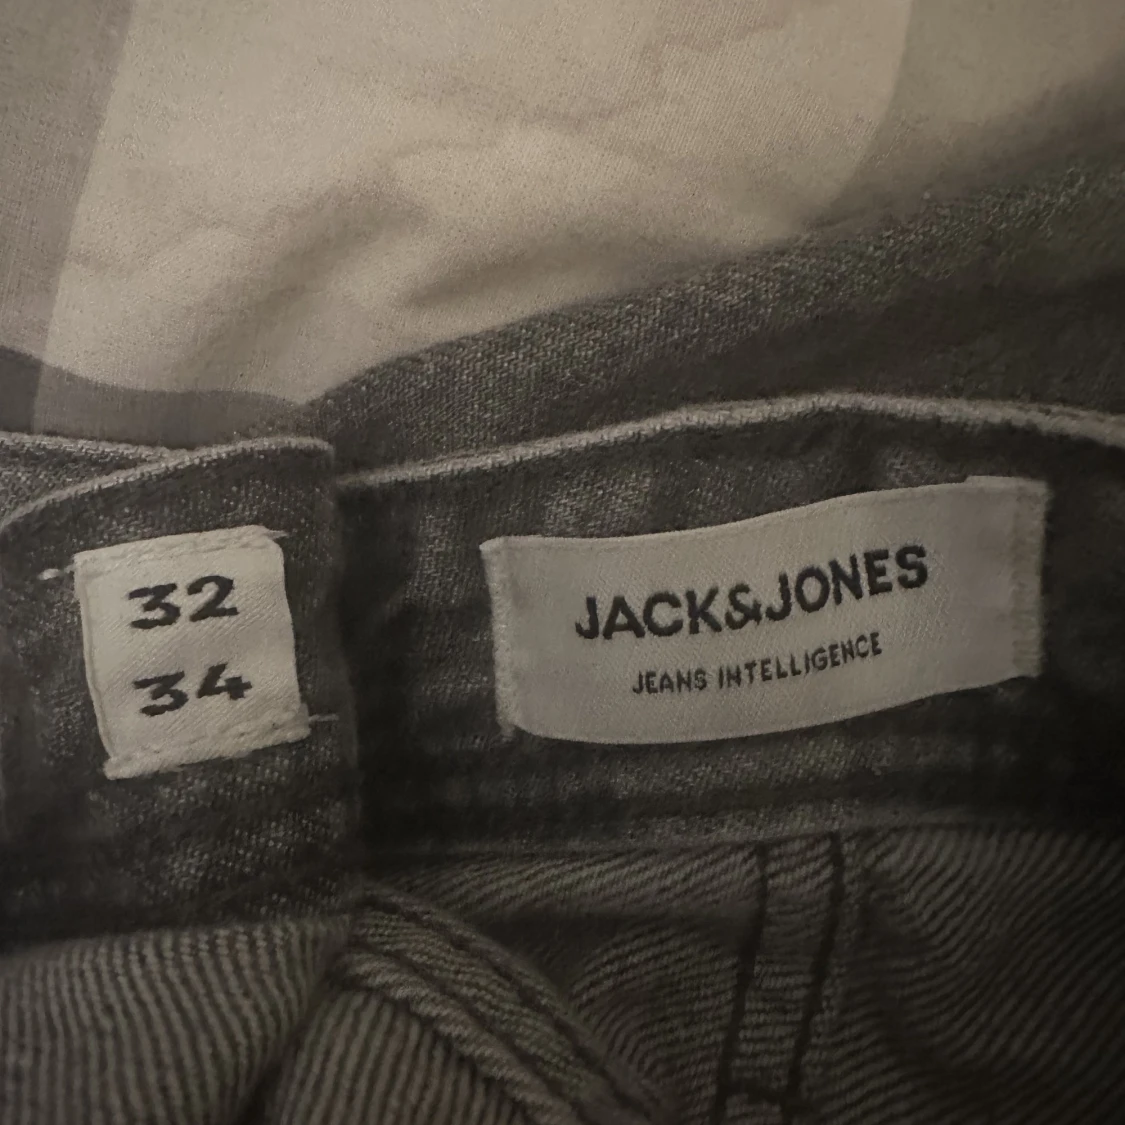 32
34
JACK&JONES
JEANS INTELLIGENCE